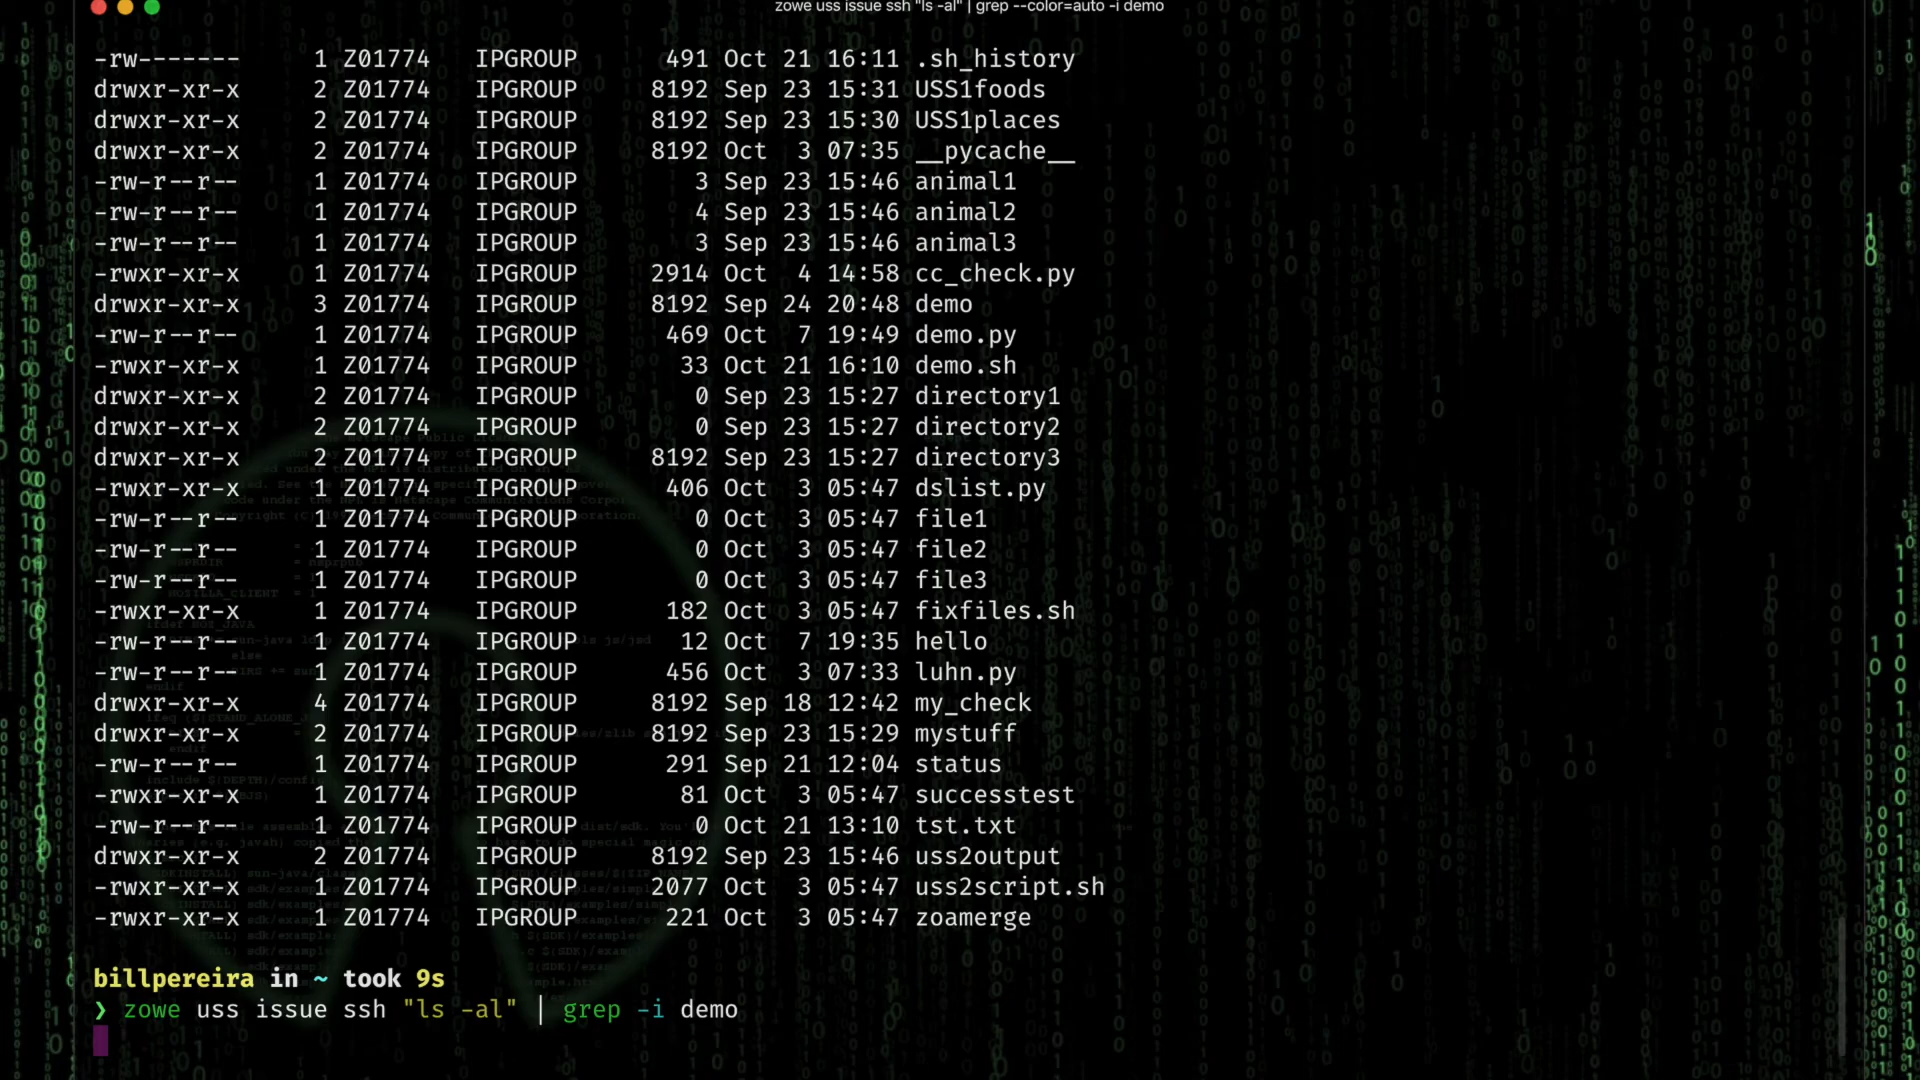 zowe uss issue ssh "ls -al" | grep --color=auto -i demo
-rw------- 1 Z01774 IPGROUP 491 Oct 21 16:11 .sh_history
drwxr-xr-x 2 Z01774 IPGROUP 8192 Sep 23 15:31 USS1foods
drwxr-xr-x 2 Z01774 IPGROUP 8192 Sep 23 15:30 USS1places
drwxr-xr-x 2 Z01774 IPGROUP 8192 Oct 3 07:35 __pycache__
-rw-r--r-- 1 Z01774 IPGROUP 3 Sep 23 15:46 animal1
-rw-r--r-- 1 Z01774 IPGROUP 4 Sep 23 15:46 animal2
-rw-r--r-- 1 Z01774 IPGROUP 3 Sep 23 15:46 animal3
-rwxr-xr-x 1 Z01774 IPGROUP 2914 Oct 4 14:58 cc_check.py
drwxr-xr-x 3 Z01774 IPGROUP 8192 Sep 24 20:48 demo
-rw-r--r-- 1 Z01774 IPGROUP 469 Oct 7 19:49 demo.py
-rwxr-xr-x 1 Z01774 IPGROUP 33 Oct 21 16:10 demo.sh
drwxr-xr-x 2 Z01774 IPGROUP 0 Sep 23 15:27 directory1
drwxr-xr-x 2 Z01774 IPGROUP 0 Sep 23 15:27 directory2
drwxr-xr-x 2 Z01774 IPGROUP 8192 Sep 23 15:27 directory3
-rwxr-xr-x 1 Z01774 IPGROUP 406 Oct 3 05:47 dslist.py
-rw-r--r-- 1 Z01774 IPGROUP 0 Oct 3 05:47 file1
-rw-r--r-- 1 Z01774 IPGROUP 0 Oct 3 05:47 file2
-rw-r--r-- 1 Z01774 IPGROUP 0 Oct 3 05:47 file3
-rwxr-xr-x 1 Z01774 IPGROUP 182 Oct 3 05:47 fixfiles.sh
-rw-r--r-- 1 Z01774 IPGROUP 12 Oct 7 19:35 hello
-rw-r--r-- 1 Z01774 IPGROUP 456 Oct 3 07:33 luhn.py
drwxr-xr-x 4 Z01774 IPGROUP 8192 Sep 18 12:42 my_check
drwxr-xr-x 2 Z01774 IPGROUP 8192 Sep 23 15:29 mystuff
-rw-r--r-- 1 Z01774 IPGROUP 291 Sep 21 12:04 status
-rwxr-xr-x 1 Z01774 IPGROUP 81 Oct 3 05:47 successtest
-rw-r--r-- 1 Z01774 IPGROUP 0 Oct 21 13:10 tst.txt
drwxr-xr-x 2 Z01774 IPGROUP 8192 Sep 23 15:46 uss2output
-rwxr-xr-x 1 Z01774 IPGROUP 2077 Oct 3 05:47 uss2script.sh
-rwxr-xr-x 1 Z01774 IPGROUP 221 Oct 3 05:47 zoamerge
billpereira in ~ took 9s
❯ zowe uss issue ssh "ls -al" | grep -i demo